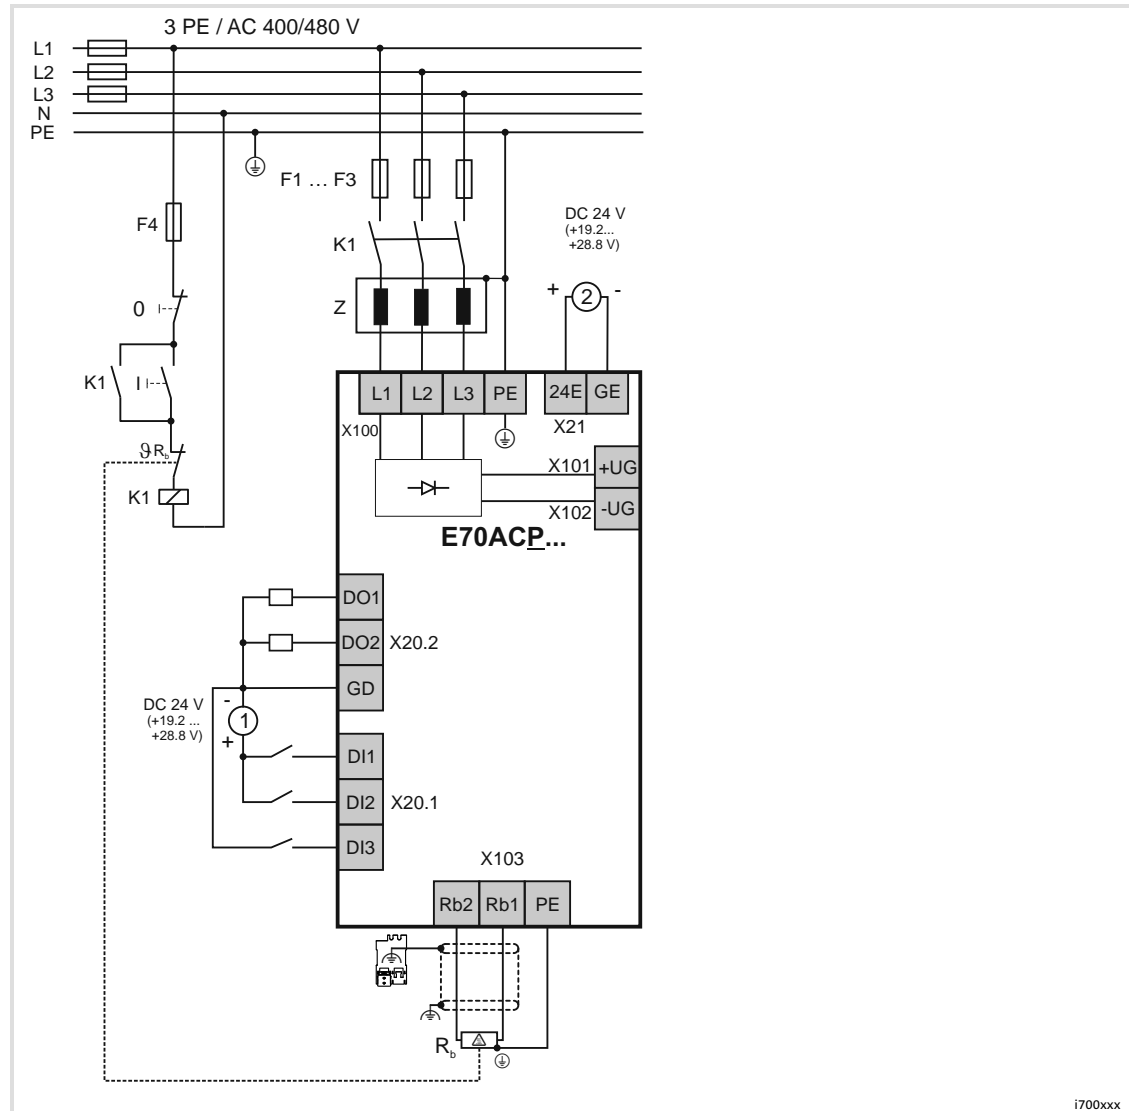 3 PE / AC 400/480 V
L1
L2
L3
N
PE
F1 ... F3
F4
DC 24 V
(+19.2...
+28.8 V)
K1
+ 2 -
0
Z
K1
I
L1 L2 L3 PE 24E GE
X100
X21
ϑRb
X101 +UG
K1
X102 -UG
E70ACP...
DO1
DO2 X20.2
GD
DC 24 V
(+19.2 ...
+28.8 V)
-
1
+
DI1
DI2 X20.1
DI3
X103
Rb2 Rb1 PE
Rb
i700xxx